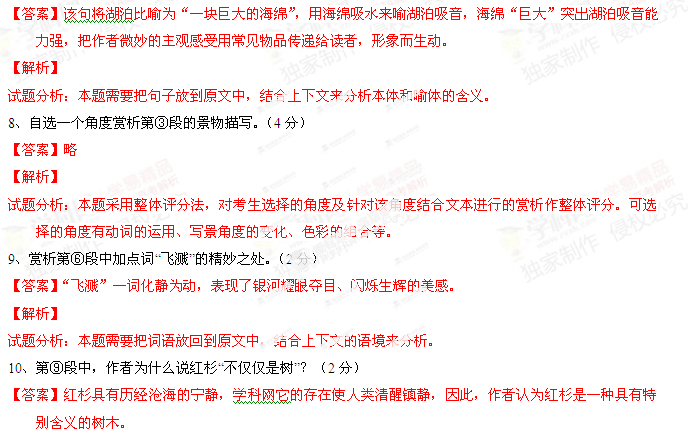 【答案】该句将湖泊比喻为“一块巨大的海绵”，用海绵吸水来喻湖泊吸音，海绵“巨大”突出湖泊吸音能
力强，把作者微妙的主观感受用常见物品传递给读者，形象而生动。
【解析】
试题分析：本题需要把句子放到原文中，结合上下文来分析本体和喻体的含义。
8、自选一个角度赏析第③段的景物描写。（4 分）
【答案】略
【解析】
试题分析：本题采用整体评分法，对考生选择的角度及针对该角度结合文本进行的赏析作整体评分。可选
择的角度有动词的运用、写景角度的变化、色彩的组合等。
9、赏析第⑥段中加点词“飞溅”的精妙之处。（2 分）
【答案】“飞溅”一词化静为动，表现了银河耀眼夺目、闪烁生辉的美感。
【解析】
试题分析：本题需要把词语放回到原文中，结合上下文的语境来分析。
10、第⑨段中，作者为什么说红杉“不仅仅是树”？（2 分）
【答案】红杉具有历经沧海的宁静，学科网它的存在使人类清醒镇静，因此，作者认为红杉是一种具有特
别含义的树木。